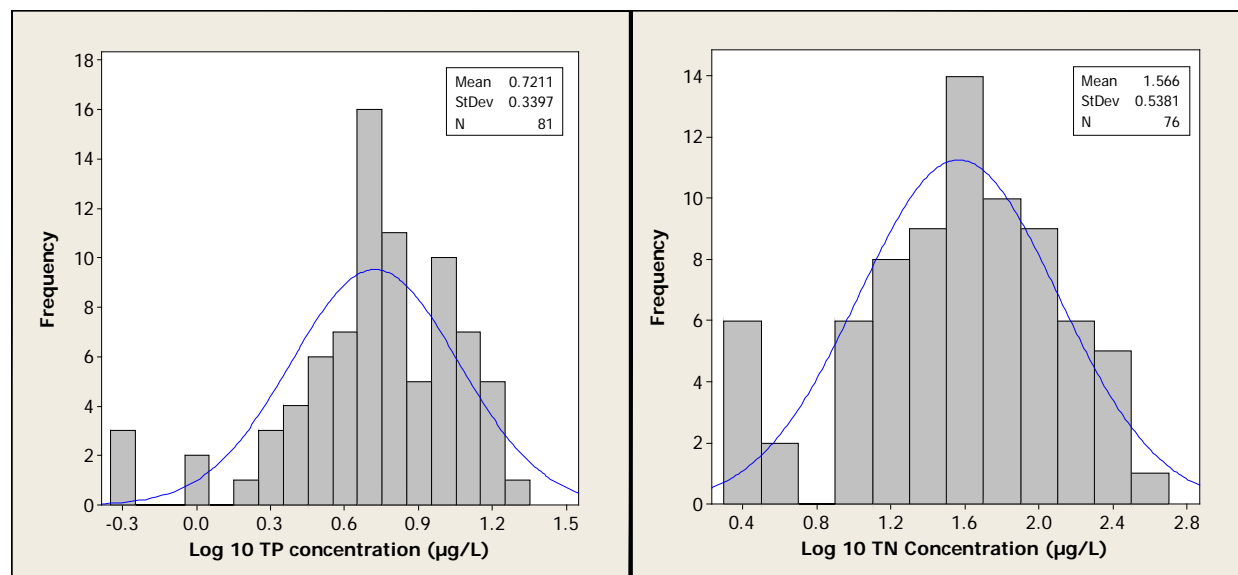 18
16
14
12
10
8
6
4
2
0
Frequency
Mean 0.7211
StDev 0.3397
N 81
-0.3 0.0 0.3 0.6 0.9 1.2 1.5
Log 10 TP concentration (µg/L)
14
12
10
8
6
4
2
0
Frequency
Mean 1.566
StDev 0.5381
N 76
0.4 0.8 1.2 1.6 2.0 2.4 2.8
Log 10 TN Concentration (µg/L)